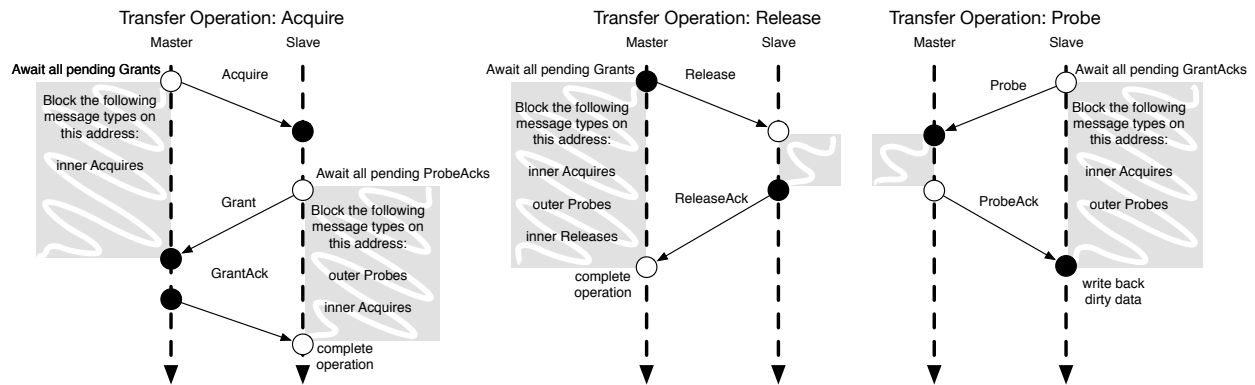 Transfer Operation: Acquire
Master
Slave
Await all pending Grants
Acquire
Block the following
message types on
this address:
inner Acquires
Await all pending ProbeAcks
Grant
Block the following
message types on
this address:
outer Probes
inner Acquires
GrantAck
complete
operation
Transfer Operation: Release
Master
Slave
Await all pending Grants
Release
Block the following
message types on
this address:
inner Acquires
outer Probes
inner Releases
ReleaseAck
complete
operation
Transfer Operation: Probe
Master
Slave
Await all pending GrantAcks
Probe
Block the following
message types on
this address:
inner Acquires
outer Probes
ProbeAck
write back
dirty data